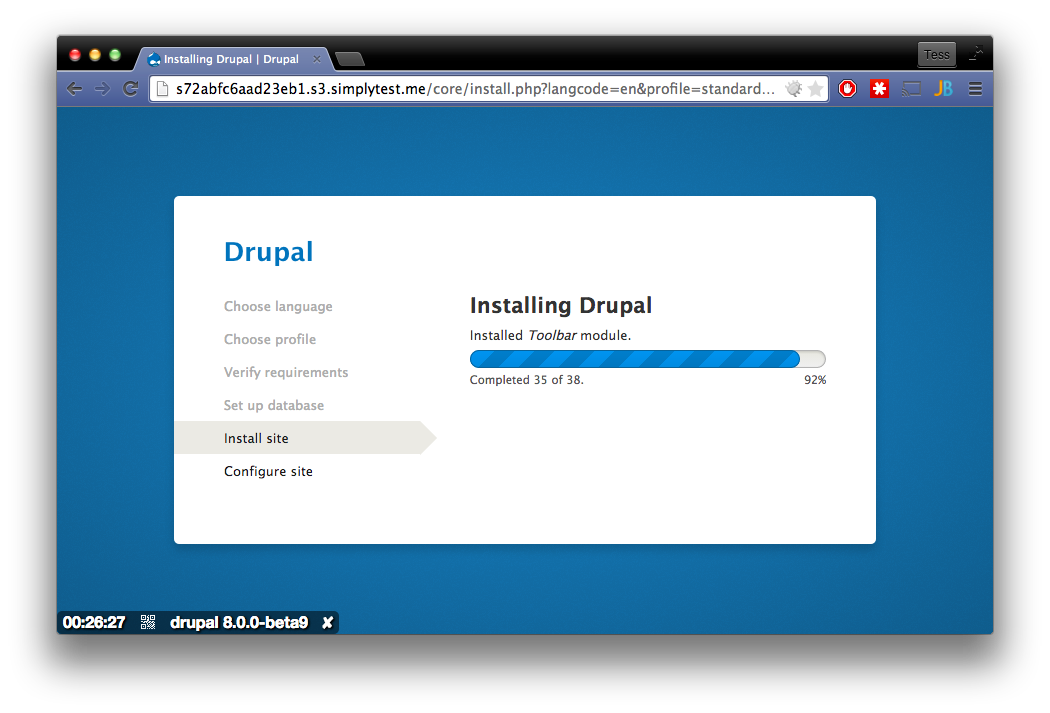 Installing Drupal | Drupal
Tess
s72abfc6aad23eb1.s3.simplytest.me/core/install.php?langcode=en&profile=standard...
JB
Drupal
Choose language
Choose profile
Verify requirements
Set up database
Install site
Configure site
Installing Drupal
Installed Toolbar module.
Completed 35 of 38.
92%
00:26:27 drupal 8.0.0-beta9 ✘